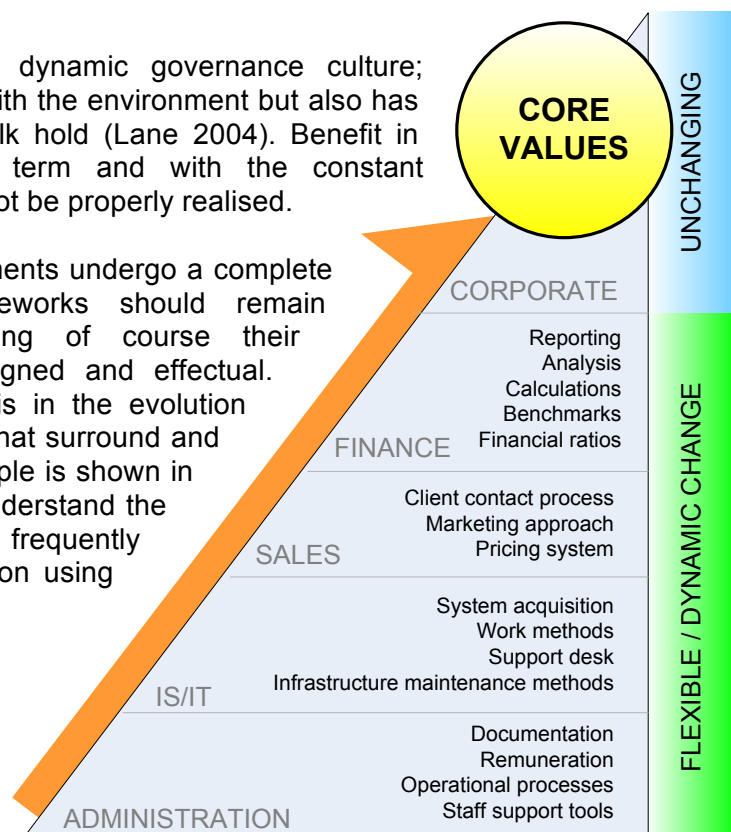 dynamic governance culture;
ith the environment but also has
lk hold (Lane 2004). Benefit in
term and with the constant
ot be properly realised.
nents undergo a complete
eworks should remain
ng of course their
gned and effectual.
is in the evolution
hat surround and
ple is shown in
derstand the
frequently
on using
CORE
VALUES
UNCHANGING
CORPORATE
Reporting
Analysis
Calculations
Benchmarks
Financial ratios
FINANCE
Client contact process
Marketing approach
Pricing system
SALES
System acquisition
Work methods
Support desk
Infrastructure maintenance methods
IS/IT
Documentation
Remuneration
Operational processes
Staff support tools
ADMINISTRATION
FLEXIBLE / DYNAMIC CHANGE